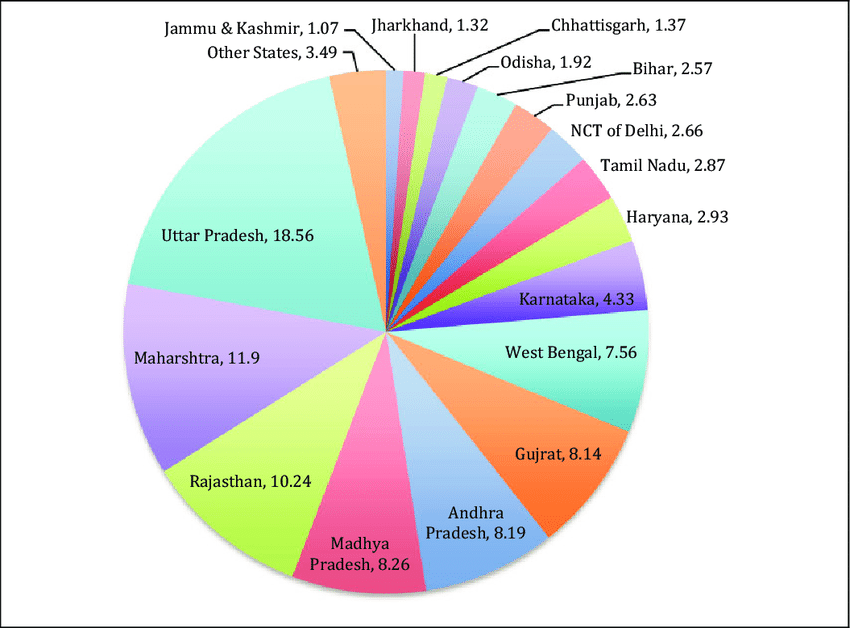 Jammu & Kashmir, 1.07
Jharkhand, 1.32
Chhattisgarh, 1.37
Other States, 3.49
Odisha, 1.92
Bihar, 2.57
Punjab, 2.63
NCT of Delhi, 2.66
Tamil Nadu, 2.87
Haryana, 2.93
Uttar Pradesh, 18.56
Karnataka, 4.33
West Bengal, 7.56
Maharshtra, 11.9
Gujrat, 8.14
Rajasthan, 10.24
Andhra
Pradesh, 8.19
Madhya
Pradesh, 8.26